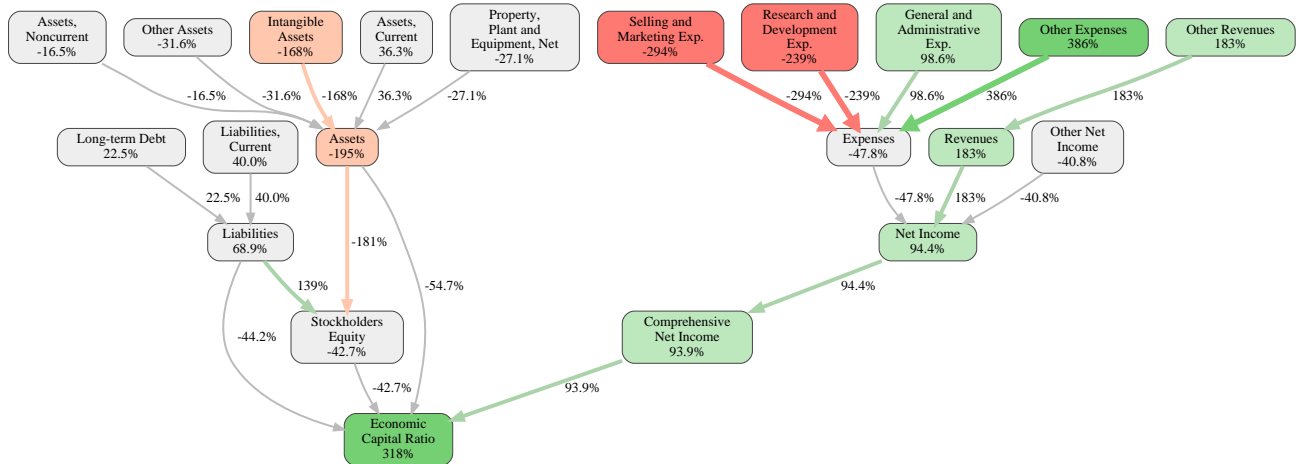 Assets,
Noncurrent
-16.5%
Other Assets
-31.6%
Intangible
Assets
-168%
Assets,
Current
36.3%
Property,
Plant and
Equipment, Net
-27.1%
Selling and
Marketing Exp.
-294%
Research and
Development
Exp.
-239%
General and
Administrative
Exp.
98.6%
Other Expenses
386%
Other Revenues
183%
-16.5%
-31.6%
-168%
36.3%
-27.1%
-294%
-239%
98.6%
386%
183%
Long-term Debt
22.5%
Liabilities,
Current
40.0%
Assets
-195%
Expenses
-47.8%
Revenues
183%
Other Net
Income
-40.8%
22.5%
40.0%
-47.8%
183%
-40.8%
Liabilities
68.9%
-181%
Net Income
94.4%
139%
-54.7%
94.4%
-44.2%
Stockholders
Equity
-42.7%
Comprehensive
Net Income
93.9%
-42.7%
93.9%
Economic
Capital Ratio
318%